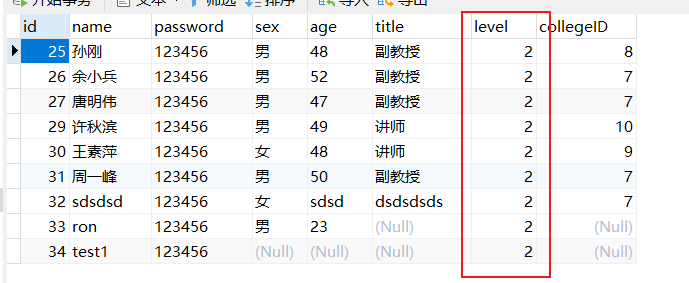 开始事务 文本 筛选 排序 导入 导出
id name password sex age title level collegeID
25 孙刚 123456 男 48 副教授 2 8
26 余小兵 123456 男 52 副教授 2 7
27 唐明伟 123456 男 47 副教授 2 7
29 许秋滨 123456 男 49 讲师 2 10
30 王素萍 123456 女 48 讲师 2 9
31 周一峰 123456 男 50 副教授 2 7
32 sdsdsd 123456 女 sdsd dsdsdsds 2 7
33 ron 123456 男 23 (Null) 2 (Null)
34 test1 123456 (Null) (Null) (Null) 2 (Null)